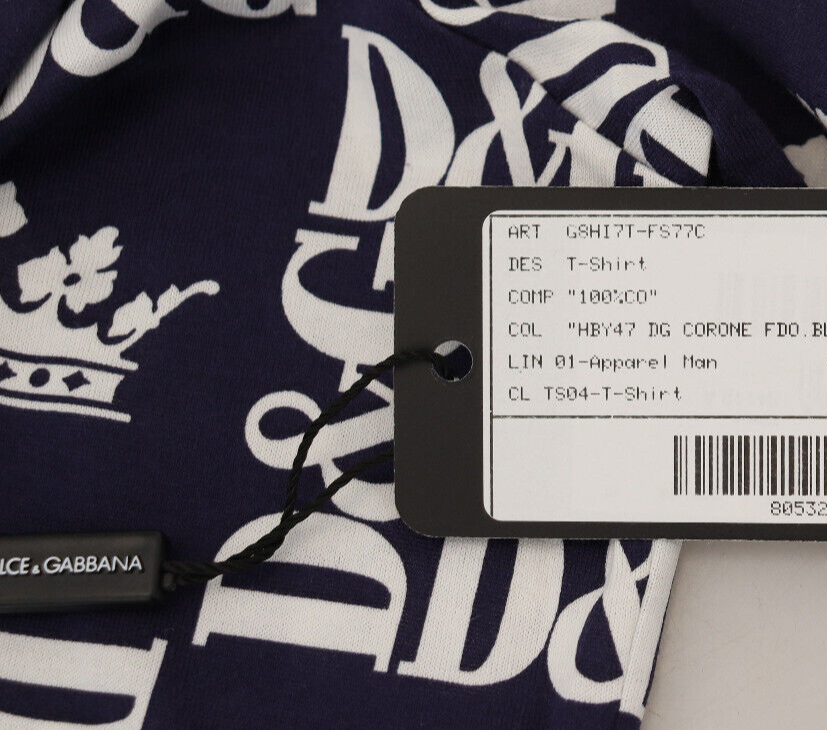 D&G
D&G
ART G8HI7T-FS77C
DES T-Shirt
COMP "100%CO"
COL "HBY47 DG CORONE FDO.BL
LIN 01-Apparel Man
CL TS04-T-Shirt
80532
LCE & GABBANA
D&
D